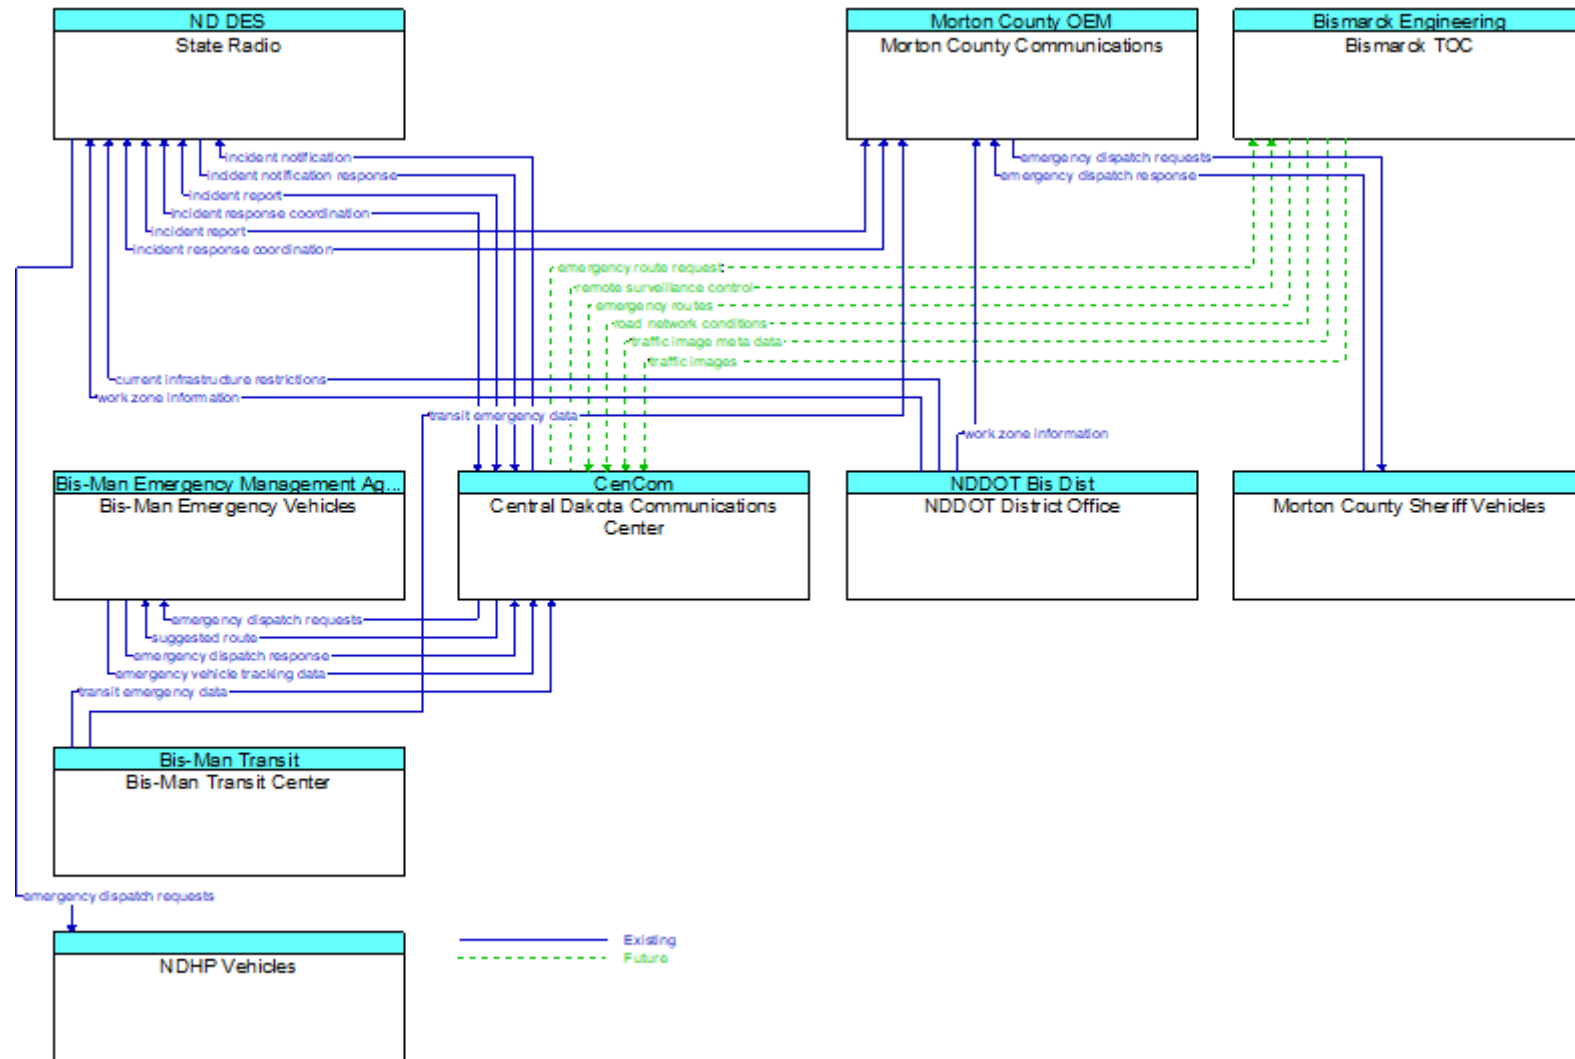 ND DES
State Radio
Morton County OEM
Morton County Communications
Bismarck Engineering
Bismarck TOC
incident notification
incident notification response
incident report
incident response coordination
incident report
incident response coordination
emergency dispatch requests
emergency dispatch response
emergency route request
remote surveillance control
emergency routes
road network conditions
traffic image meta data
traffic images
current infrastructure restrictions
work zone information
transit emergency data
work zone information
Bis-Man Emergency Management Ag...
Bis-Man Emergency Vehicles
CenCom
Central Dakota Communications
Center
NDDOT Bis Dist
NDDOT District Office
Morton County Sheriff Vehicles
emergency dispatch requests
suggested route
emergency dispatch response
emergency vehicle tracking data
transit emergency data
Bis-Man Transit
Bis-Man Transit Center
emergency dispatch requests
NDHP Vehicles
Existing
Future